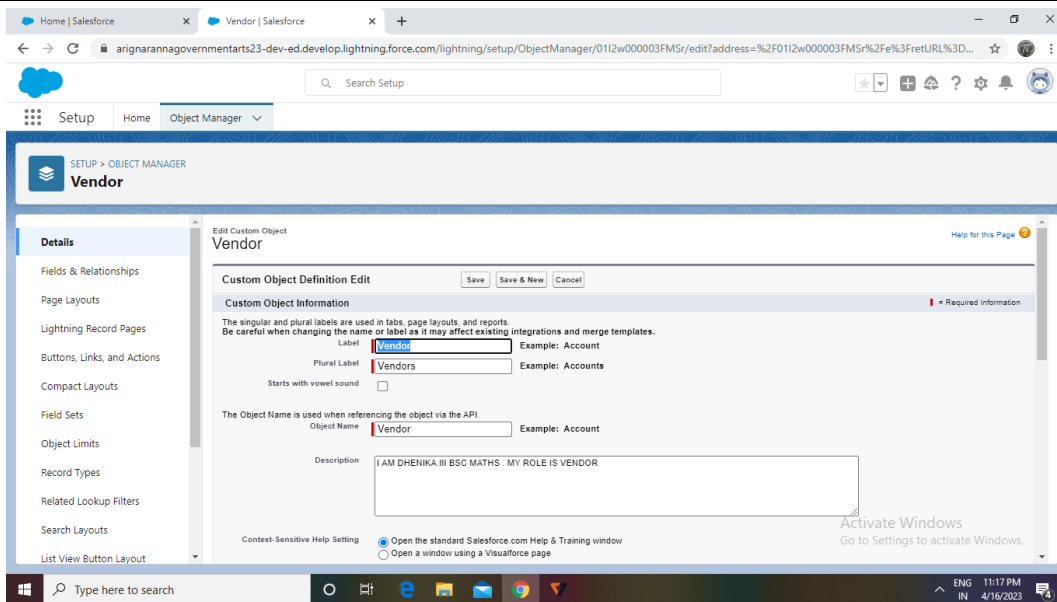 Home | Salesforce
Vendor | Salesforce
arignarannagovernmentarts23-dev-ed.develop.lightning.force.com/lightning/setup/ObjectManager/01I2w000003FMSr/edit?address=%2F01I2w000003FMSr%2Fe%3FretURL%3D...
Search Setup
Setup Home Object Manager
SETUP > OBJECT MANAGER
Vendor
Details
Fields & Relationships
Page Layouts
Lightning Record Pages
Buttons, Links, and Actions
Compact Layouts
Field Sets
Object Limits
Record Types
Related Lookup Filters
Search Layouts
List View Button Layout
Edit Custom Object
Vendor
Help for this Page ?
Custom Object Definition Edit Save Save & New Cancel
Custom Object Information = Required Information
The singular and plural labels are used in tabs, page layouts, and reports.
Be careful when changing the name or label as it may affect existing integrations and merge templates.
Label Vendor Example: Account
Plural Label Vendors Example: Accounts
Starts with vowel sound
The Object Name is used when referencing the object via the API.
Object Name Vendor Example: Account
Description I AM DHENIKA.III BSC MATHS . MY ROLE IS VENDOR
Context-Sensitive Help Setting Open the standard Salesforce.com Help & Training window
Open a window using a Visualforce page
Activate Windows
Go to Settings to activate Windows.
Type here to search
ENG 11:17 PM
IN 4/16/2023
4